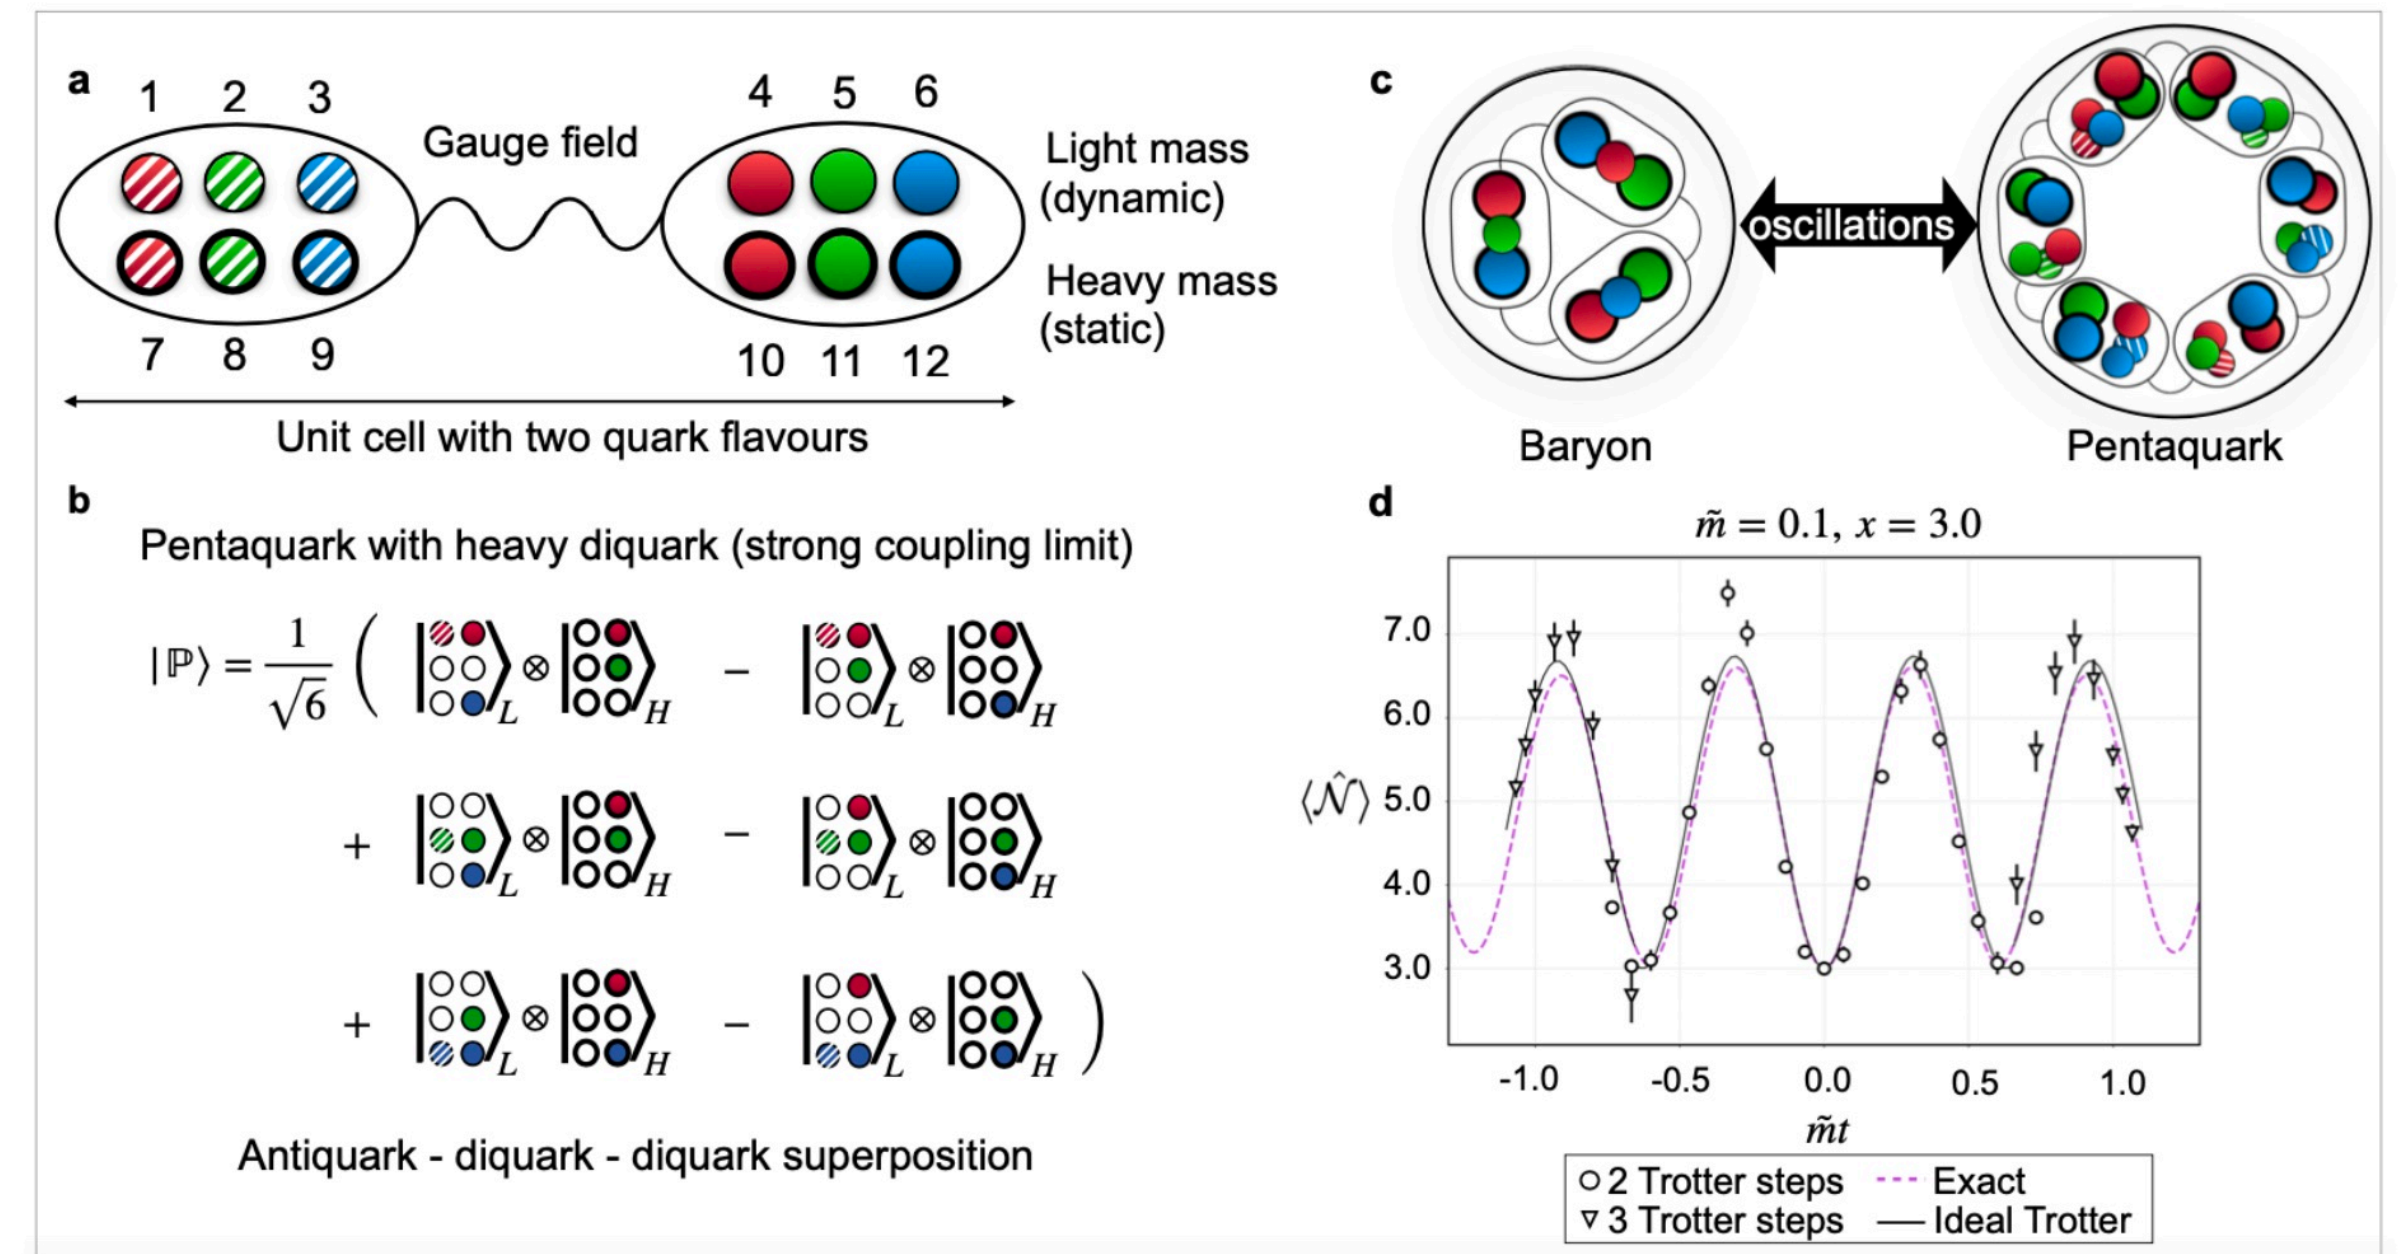 a
1 2 3
4 5 6
Gauge field
Light mass
(dynamic)
Heavy mass
(static)
7 8 9
10 11 12
Unit cell with two quark flavours
b
Pentaquark with heavy diquark (strong coupling limit)
|ℙ⟩ = 1/√6 ( | ⟩L ⊗ | ⟩H − | ⟩L ⊗ | ⟩H
+ | ⟩L ⊗ | ⟩H − | ⟩L ⊗ | ⟩H
+ | ⟩L ⊗ | ⟩H − | ⟩L ⊗ | ⟩H )
Antiquark - diquark - diquark superposition
c
oscillations
Baryon
Pentaquark
d
m̃ = 0.1, x = 3.0
⟨𝒩̂⟩
7.0
6.0
5.0
4.0
3.0
-1.0 -0.5 0.0 0.5 1.0
m̃t
2 Trotter steps
Exact
3 Trotter steps
Ideal Trotter